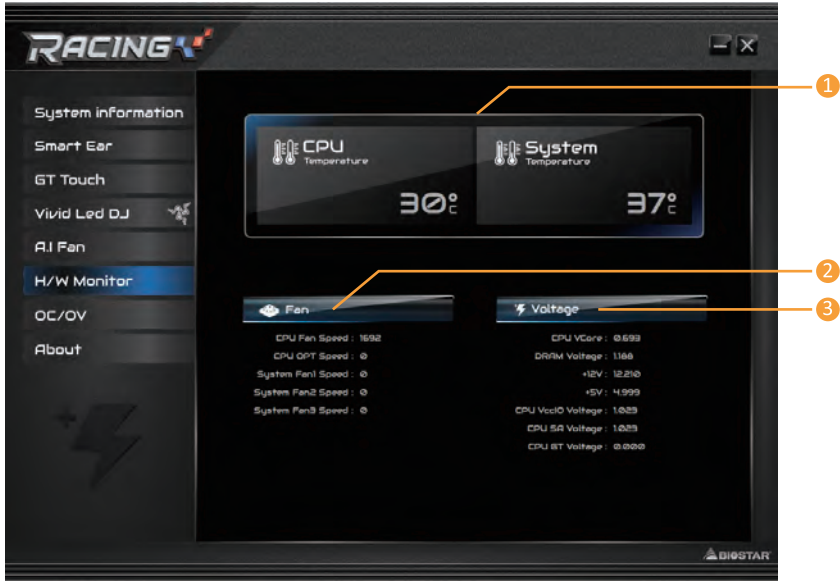 RACING
1
System information
Smart Ear
GT Touch
Vivid Led DJ
A.I Fan
H/W Monitor
OC/OV
About
CPU
Temperature
30°C
System
Temperature
37°C
2
Fan
CPU Fan Speed : 1692
CPU OPT Speed : 0
System Fan1 Speed : 0
System Fan2 Speed : 0
System Fan3 Speed : 0
3
Voltage
CPU VCore : 0.693
DRAM Voltage : 1.188
+12V : 12.210
+5V : 4.999
CPU VccIO Voltage : 1.023
CPU SA Voltage : 1.023
CPU GT Voltage : 0.000
BIOSTAR